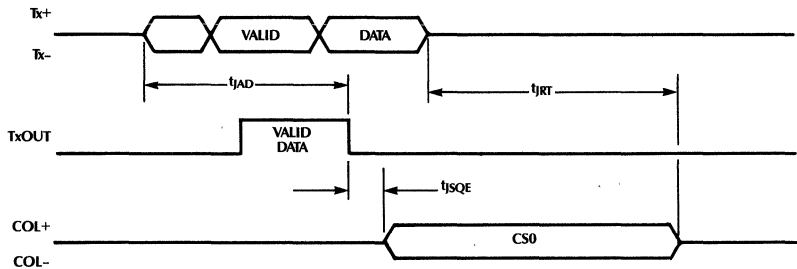 Tx+
Tx–
VALID
DATA
tJAD
tJRT
TxOUT
VALID
DATA
tJSQE
COL+
COL–
CS0